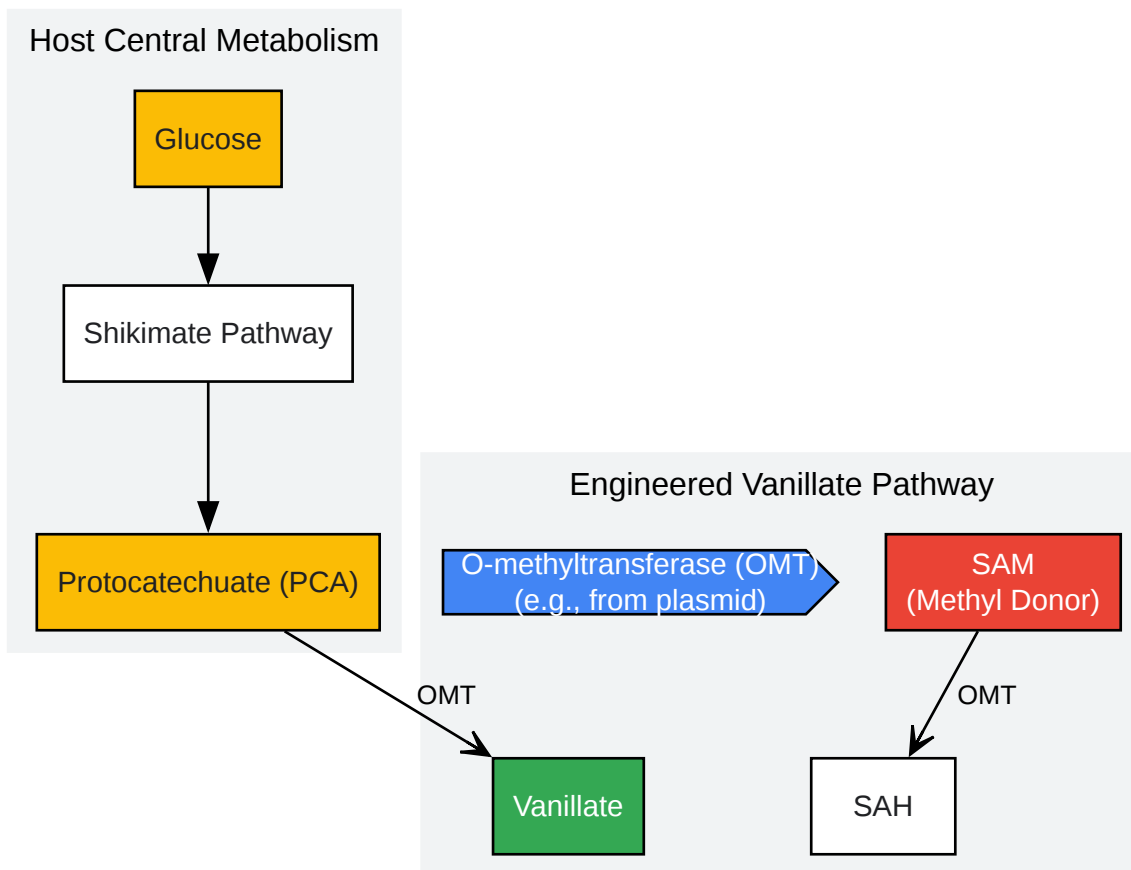 Host Central Metabolism
Glucose
Shikimate Pathway
Protocatechuate (PCA)
Engineered Vanillate Pathway
O-methyltransferase (OMT)
(e.g., from plasmid)
SAM
(Methyl Donor)
OMT
OMT
Vanillate
SAH